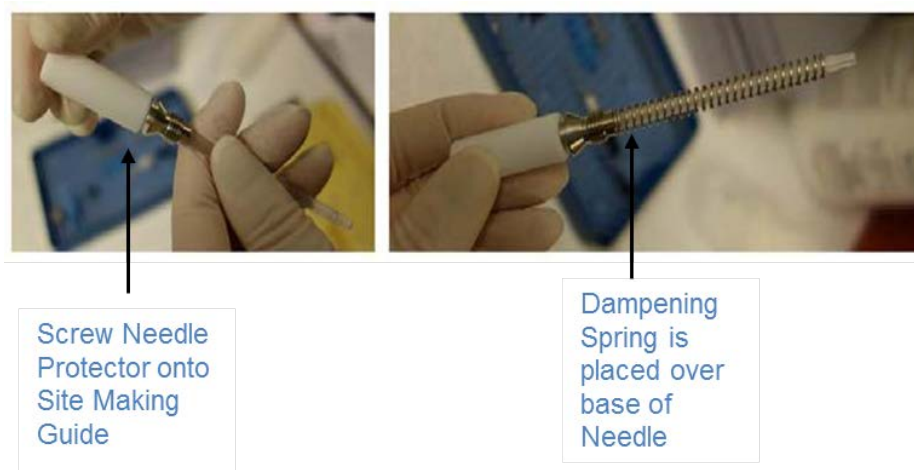 Screw Needle
Protector onto
Site Making
Guide
Dampening
Spring is
placed over
base of
Needle